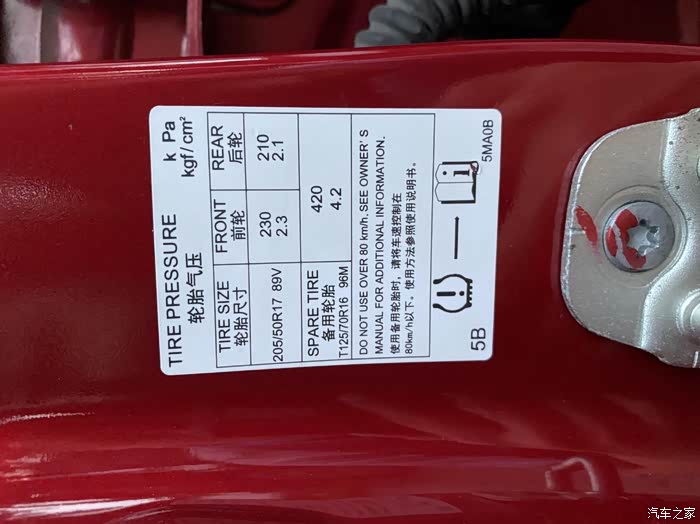 TIRE PRESSURE k Pa
轮胎气压 kgf/cm²
TIRE SIZE FRONT REAR
轮胎尺寸 前轮 后轮
205/50R17 89V 230 210
2.3 2.1
SPARE TIRE 420
备用轮胎 4.2
T125/70R16 96M
DO NOT USE OVER 80 km/h. SEE OWNER'S
MANUAL FOR ADDITIONAL INFORMATION.
使用备用轮胎时，请将车速控制在
80km/h以下。使用方法参照使用说明书。
5B
5MA0B
汽车之家